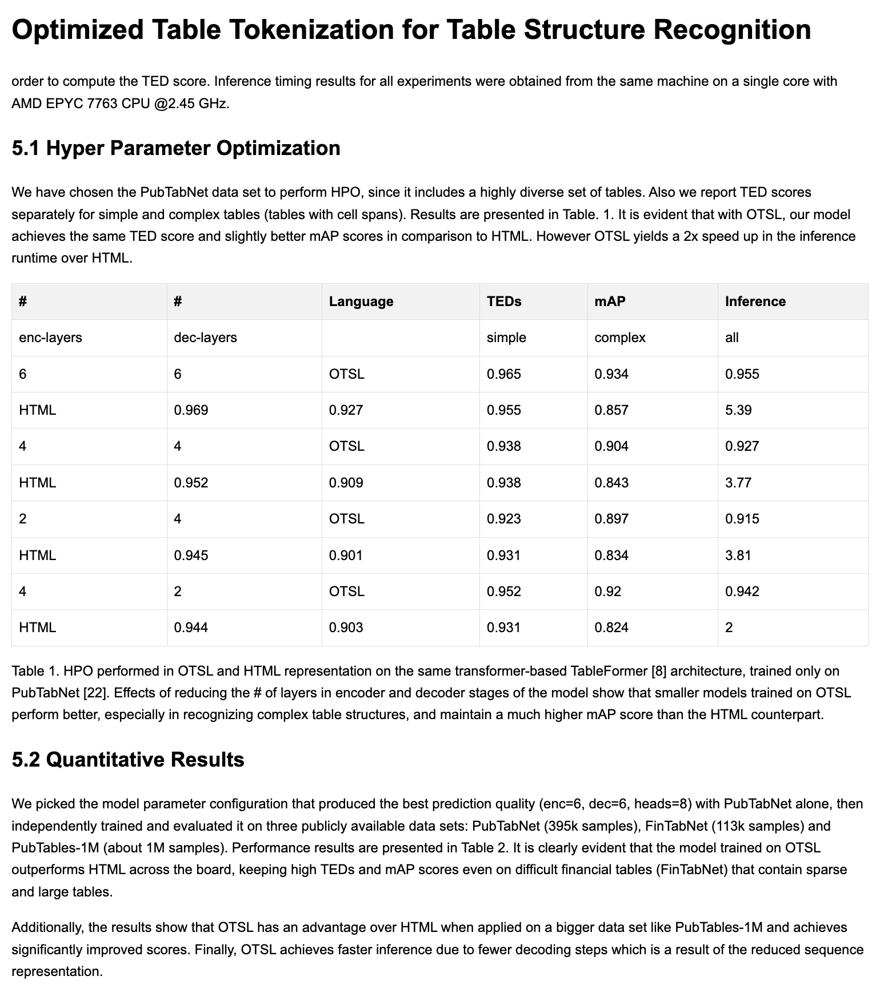 Optimized Table Tokenization for Table Structure Recognition
order to compute the TED score. Inference timing results for all experiments were obtained from the same machine on a single core with
AMD EPYC 7763 CPU @2.45 GHz.
5.1 Hyper Parameter Optimization
We have chosen the PubTabNet data set to perform HPO, since it includes a highly diverse set of tables. Also we report TED scores
separately for simple and complex tables (tables with cell spans). Results are presented in Table. 1. It is evident that with OTSL, our model
achieves the same TED score and slightly better mAP scores in comparison to HTML. However OTSL yields a 2x speed up in the inference
runtime over HTML.
# # Language TEDs mAP Inference
enc-layers dec-layers simple complex all
6 6 OTSL 0.965 0.934 0.955
HTML 0.969 0.927 0.955 0.857 5.39
4 4 OTSL 0.938 0.904 0.927
HTML 0.952 0.909 0.938 0.843 3.77
2 4 OTSL 0.923 0.897 0.915
HTML 0.945 0.901 0.931 0.834 3.81
4 2 OTSL 0.952 0.92 0.942
HTML 0.944 0.903 0.931 0.824 2
Table 1. HPO performed in OTSL and HTML representation on the same transformer-based TableFormer [8] architecture, trained only on
PubTabNet [22]. Effects of reducing the # of layers in encoder and decoder stages of the model show that smaller models trained on OTSL
perform better, especially in recognizing complex table structures, and maintain a much higher mAP score than the HTML counterpart.
5.2 Quantitative Results
We picked the model parameter configuration that produced the best prediction quality (enc=6, dec=6, heads=8) with PubTabNet alone, then
independently trained and evaluated it on three publicly available data sets: PubTabNet (395k samples), FinTabNet (113k samples) and
PubTables-1M (about 1M samples). Performance results are presented in Table 2. It is clearly evident that the model trained on OTSL
outperforms HTML across the board, keeping high TEDs and mAP scores even on difficult financial tables (FinTabNet) that contain sparse
and large tables.
Additionally, the results show that OTSL has an advantage over HTML when applied on a bigger data set like PubTables-1M and achieves
significantly improved scores. Finally, OTSL achieves faster inference due to fewer decoding steps which is a result of the reduced sequence
representation.